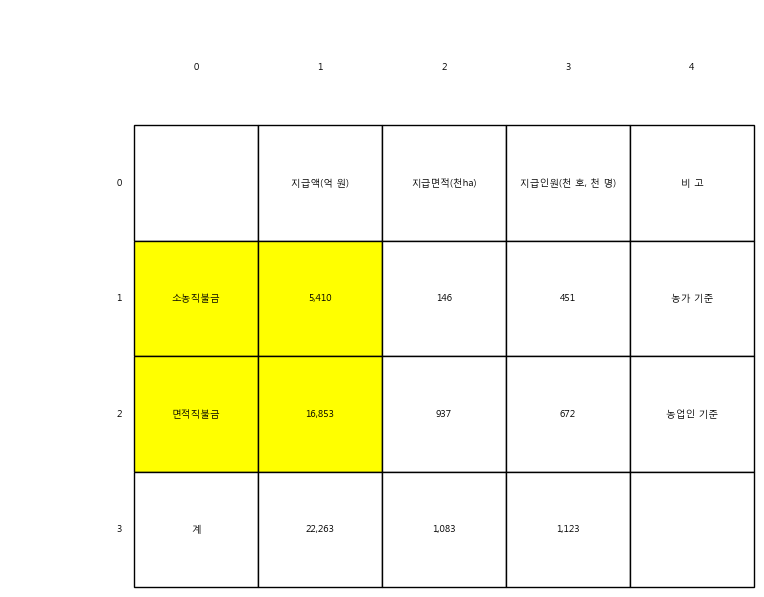 0 1 2 3 4
0 지급액(억 원) 지급면적(천ha) 지급인원(천 호, 천 명) 비 고
1 소농직불금 5,410 146 451 농가 기준
2 면적직불금 16,853 937 672 농업인 기준
3 계 22,263 1,083 1,123